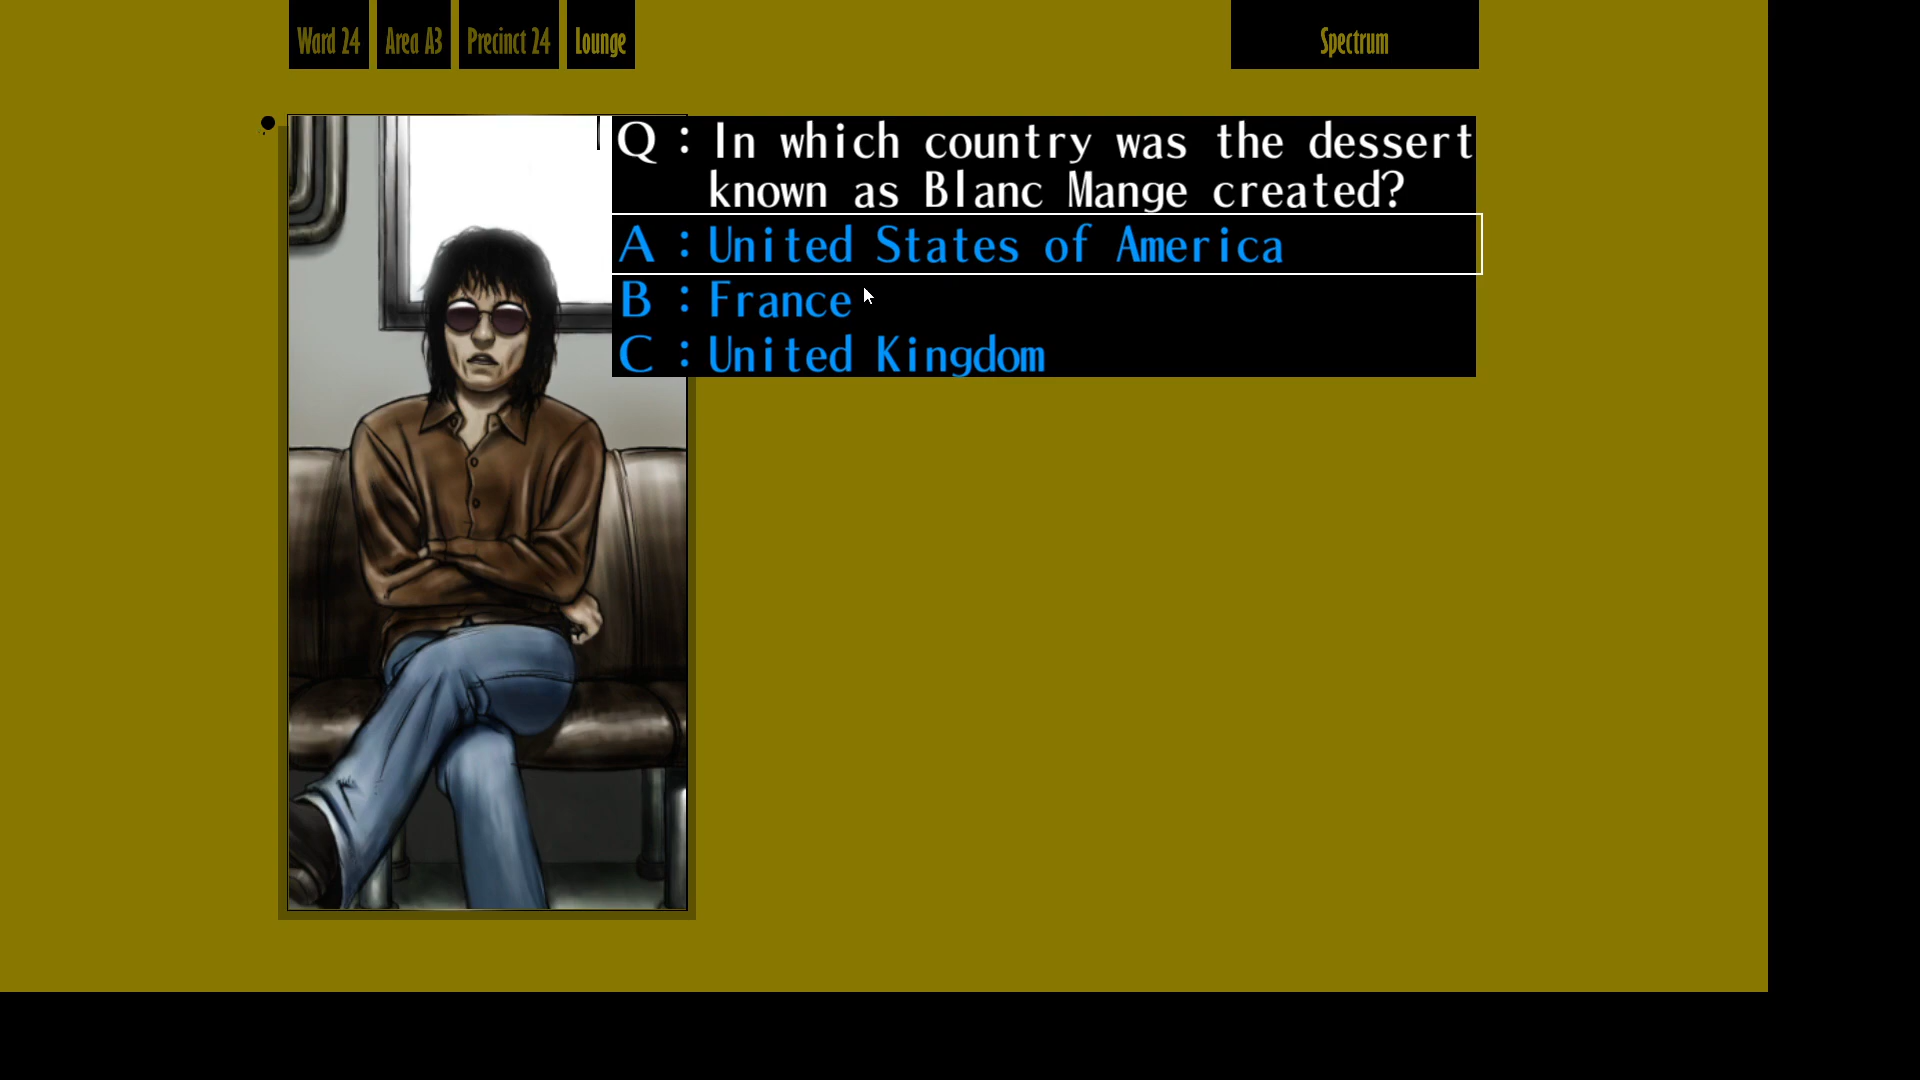 Ward 24 Area A3 Precinct 24 Lounge Spectrum
Q : In which country was the dessert
known as Blanc Mange created?
A : United States of America
B : France
C : United Kingdom